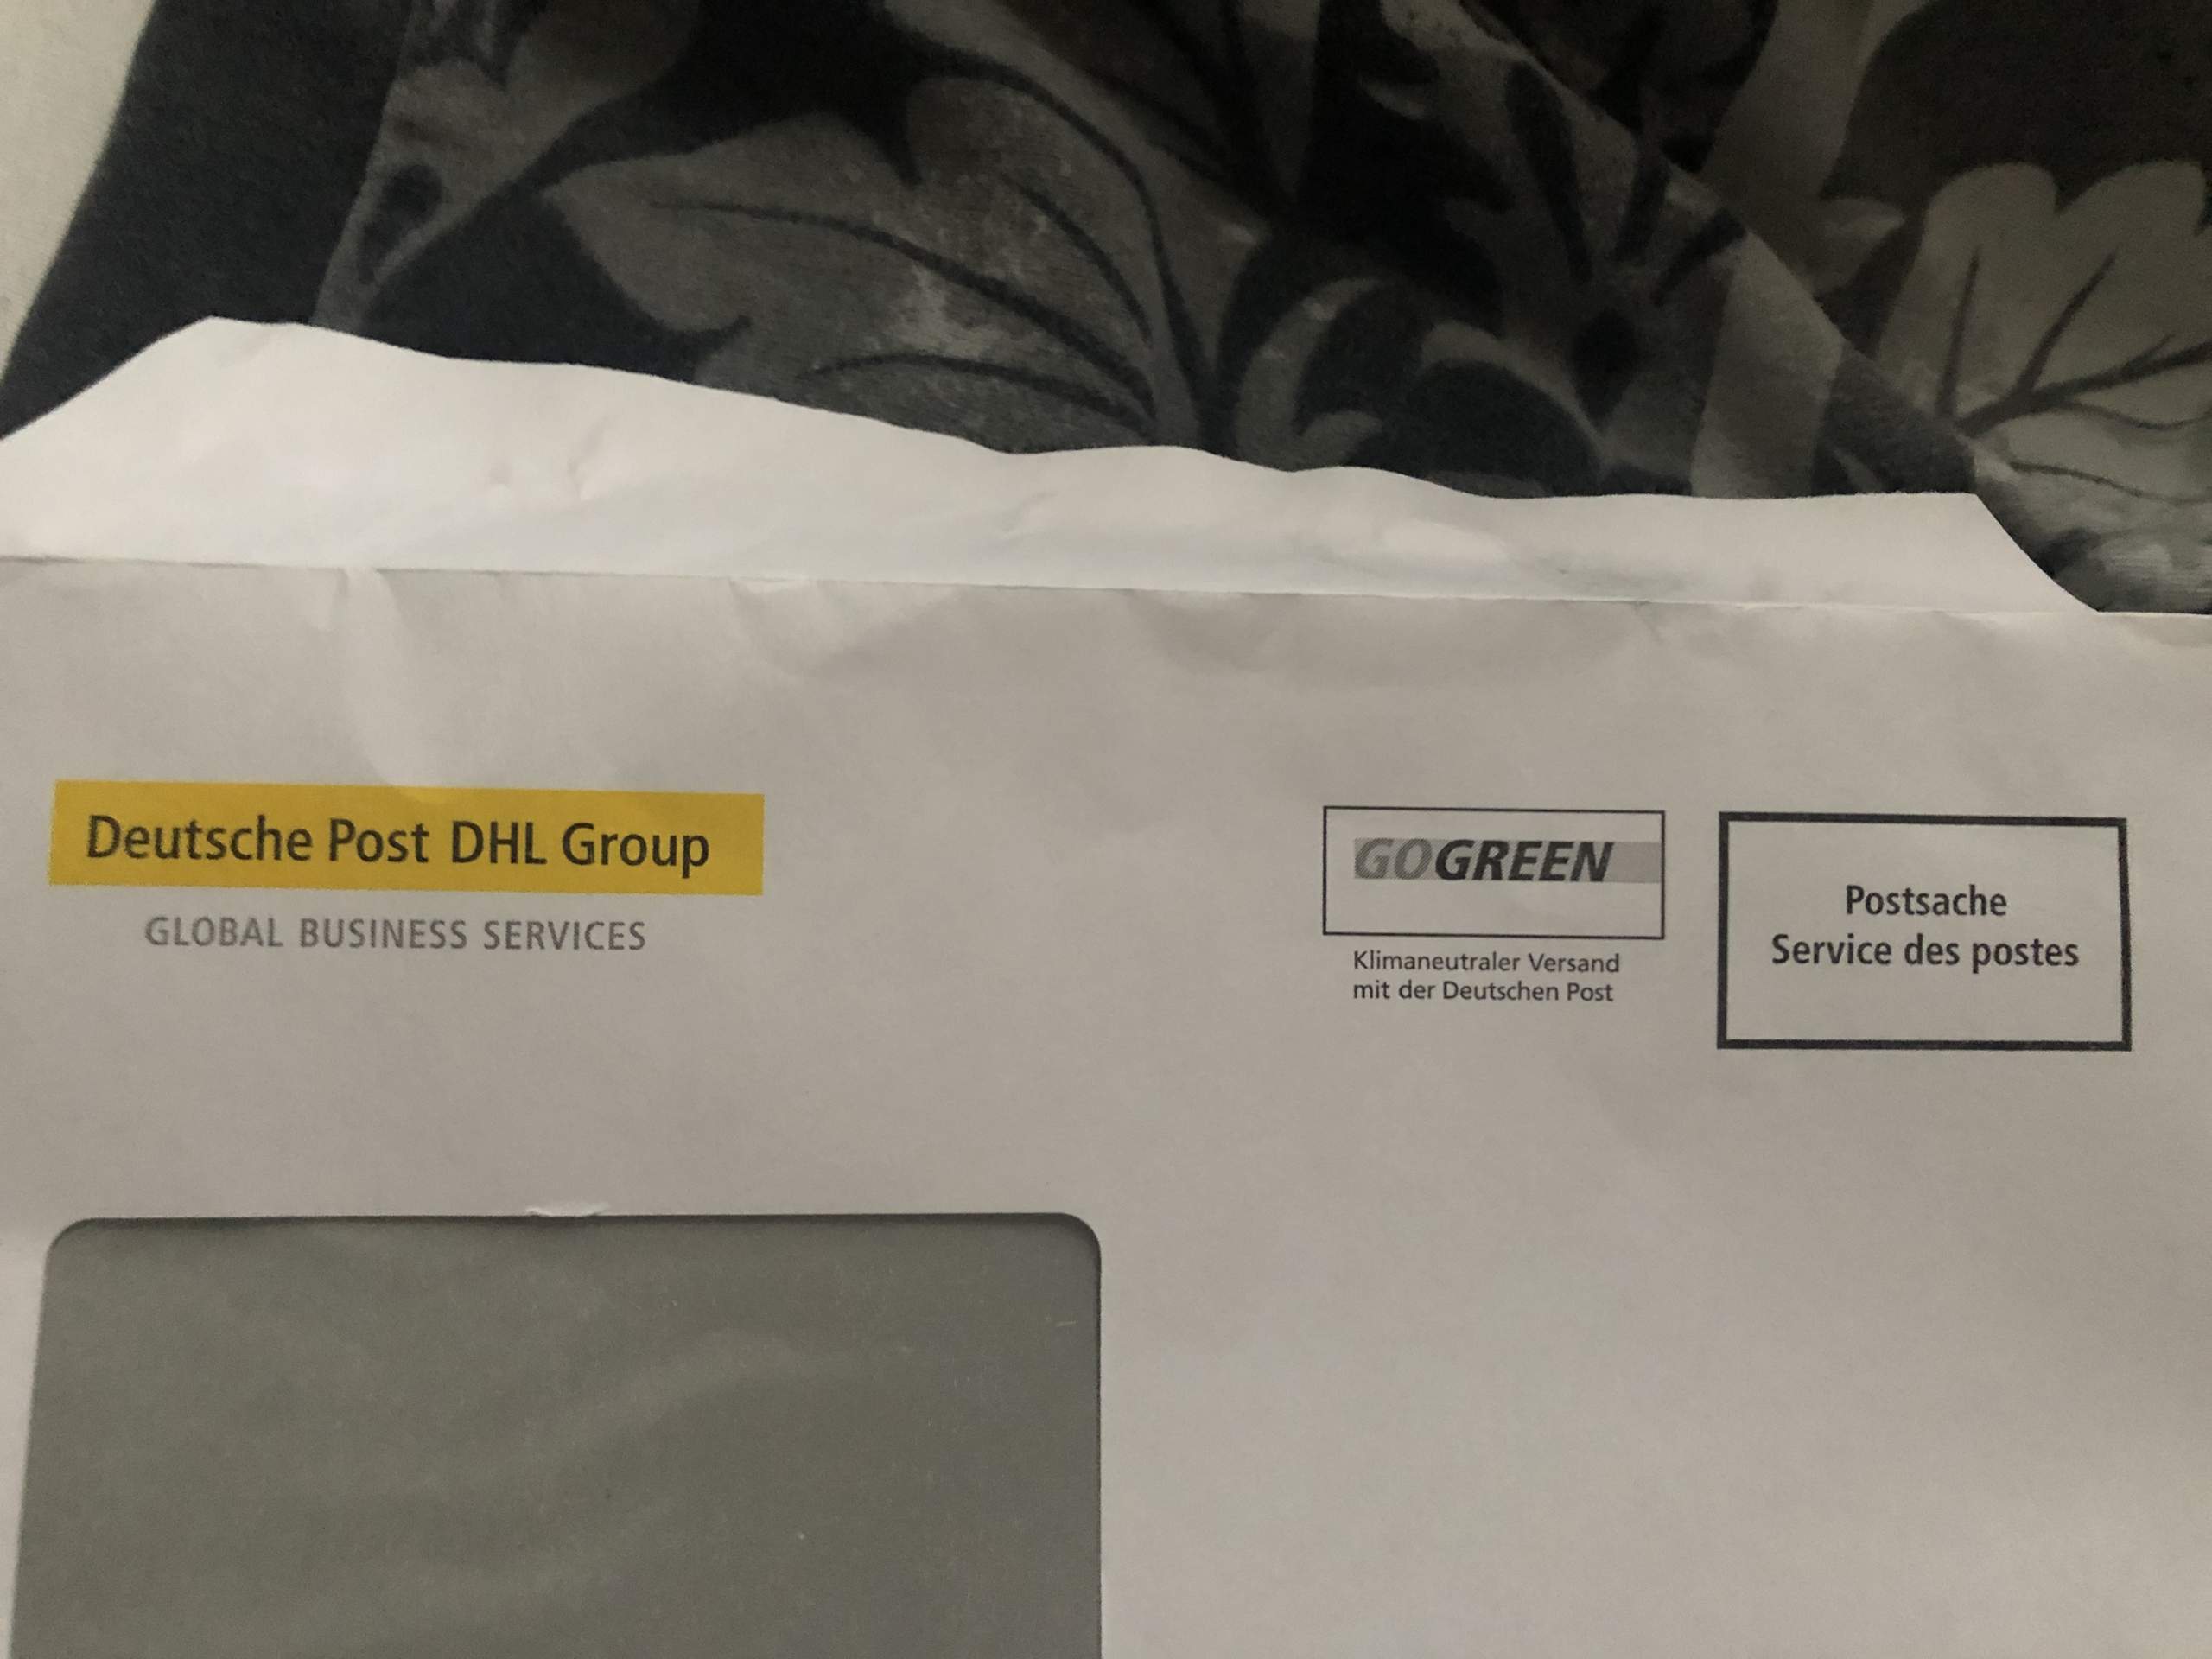 Deutsche Post DHL Group
GLOBAL BUSINESS SERVICES
GOGREEN
Klimaneutraler Versand
mit der Deutschen Post
Postsache
Service des postes